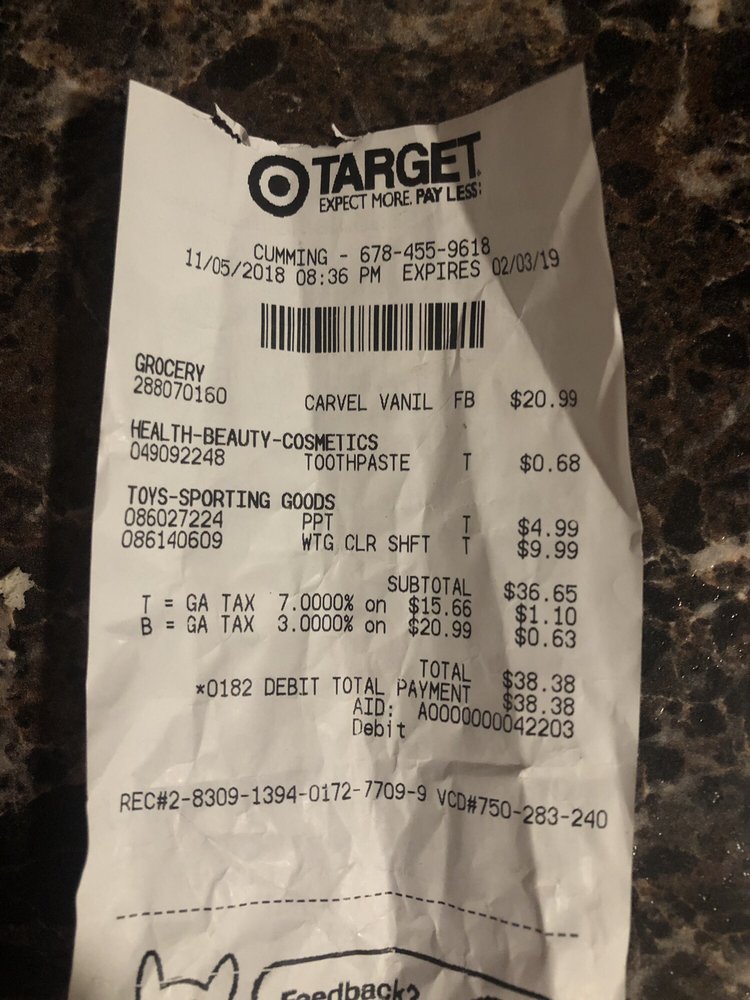 TARGET
EXPECT MORE. PAY LESS.
CUMMING - 678-455-9618
11/05/2018 08:36 PM EXPIRES 02/03/19
GROCERY
288070160 CARVEL VANIL FB $20.99
HEALTH-BEAUTY-COSMETICS
049092248 TOOTHPASTE T $0.68
TOYS-SPORTING GOODS
086027224 PPT T $4.99
086140609 WTG CLR SHFT T $9.99
SUBTOTAL $36.65
T = GA TAX 7.0000% on $15.66 $1.10
B = GA TAX 3.0000% on $20.99 $0.63
TOTAL $38.38
*0182 DEBIT TOTAL PAYMENT $38.38
AID: A0000000042203
Debit
REC#2-8309-1394-0172-7709-9 VCD#750-283-240
Feedback?